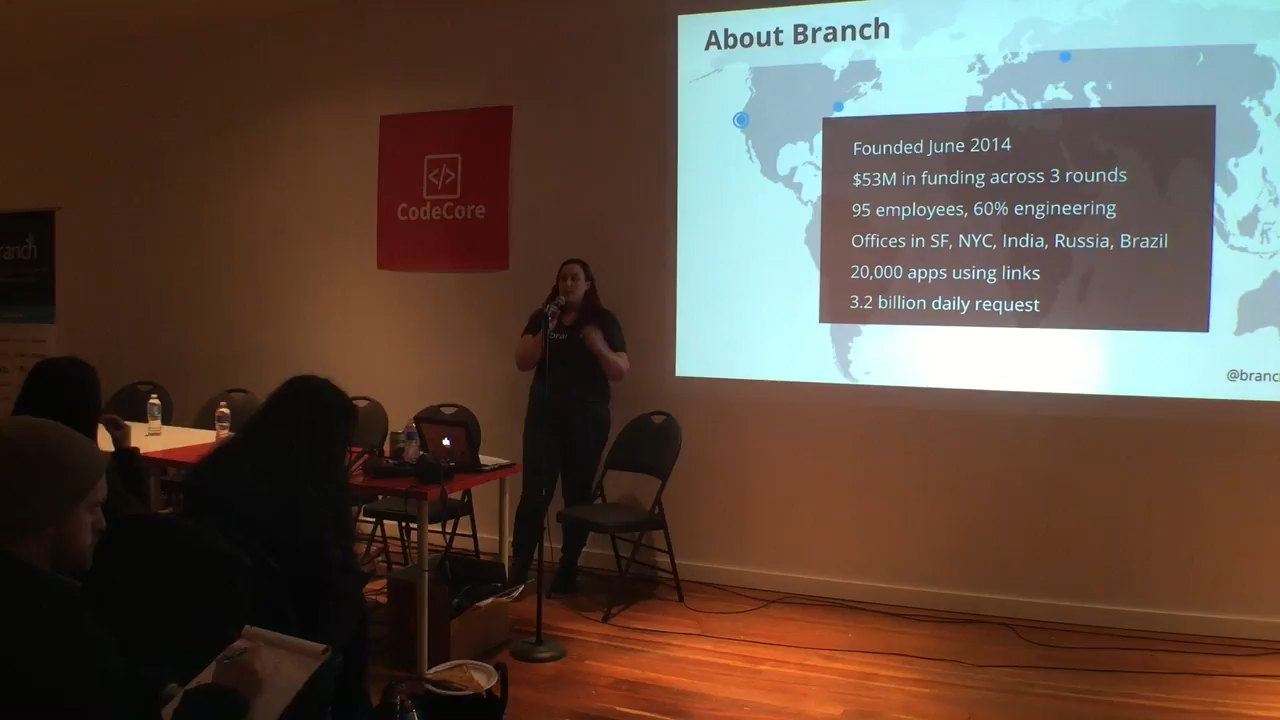 About Branch
Founded June 2014
$53M in funding across 3 rounds
95 employees, 60% engineering
Offices in SF, NYC, India, Russia, Brazil
20,000 apps using links
3.2 billion daily request
@branc
</>
CodeCore
ranch